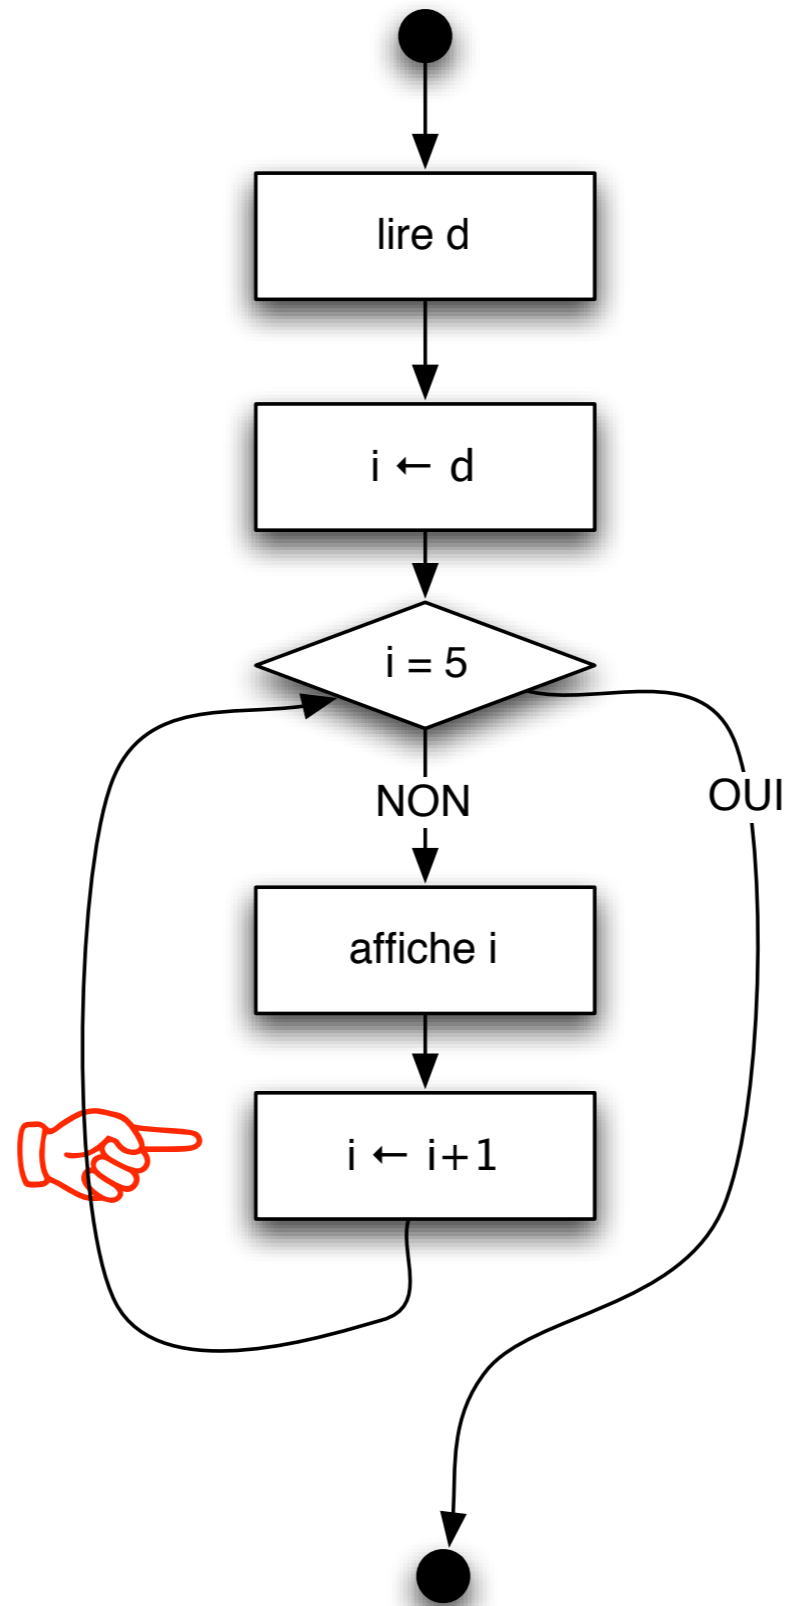 lire d
i ← d
i = 5
NON
OUI
affiche i
i ← i+1